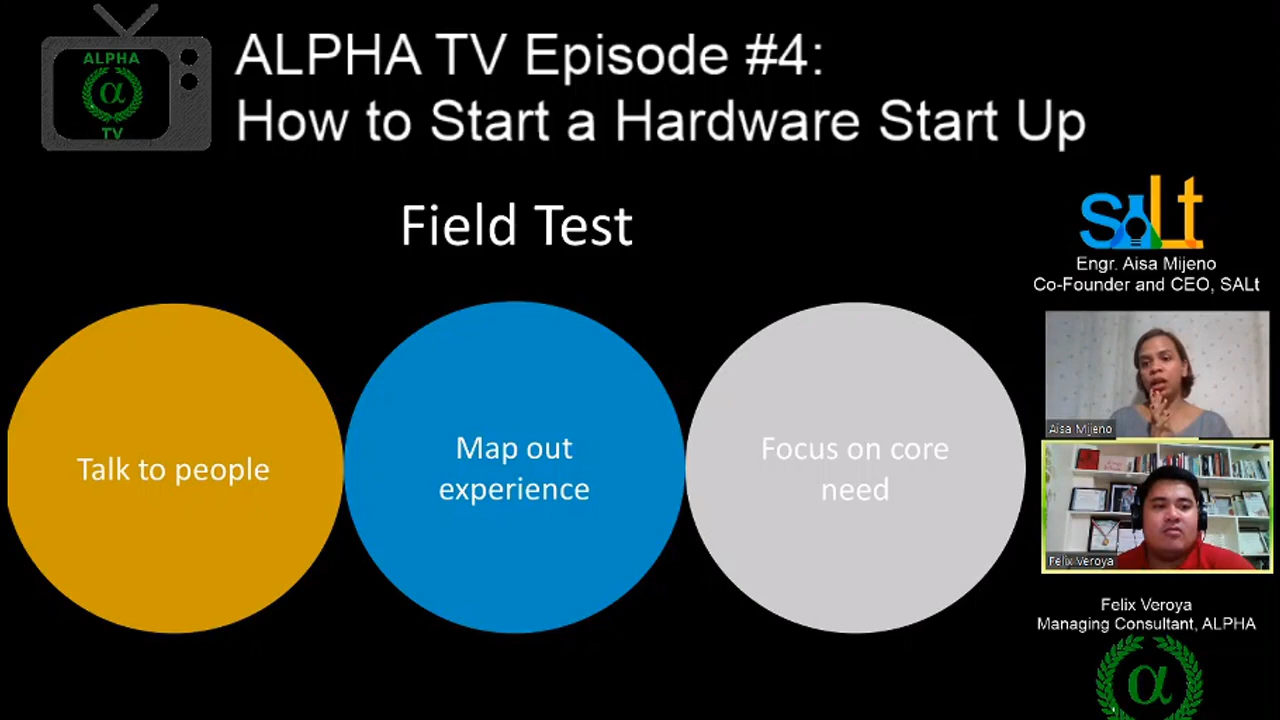 ALPHA
α
TV
ALPHA TV Episode #4:
How to Start a Hardware Start Up
Field Test
Talk to people
Map out
experience
Focus on core
need
SALt
Engr. Aisa Mijeno
Co-Founder and CEO, SALt
Aisa Mijeno
Felix Veroya
Felix Veroya
Managing Consultant, ALPHA
α